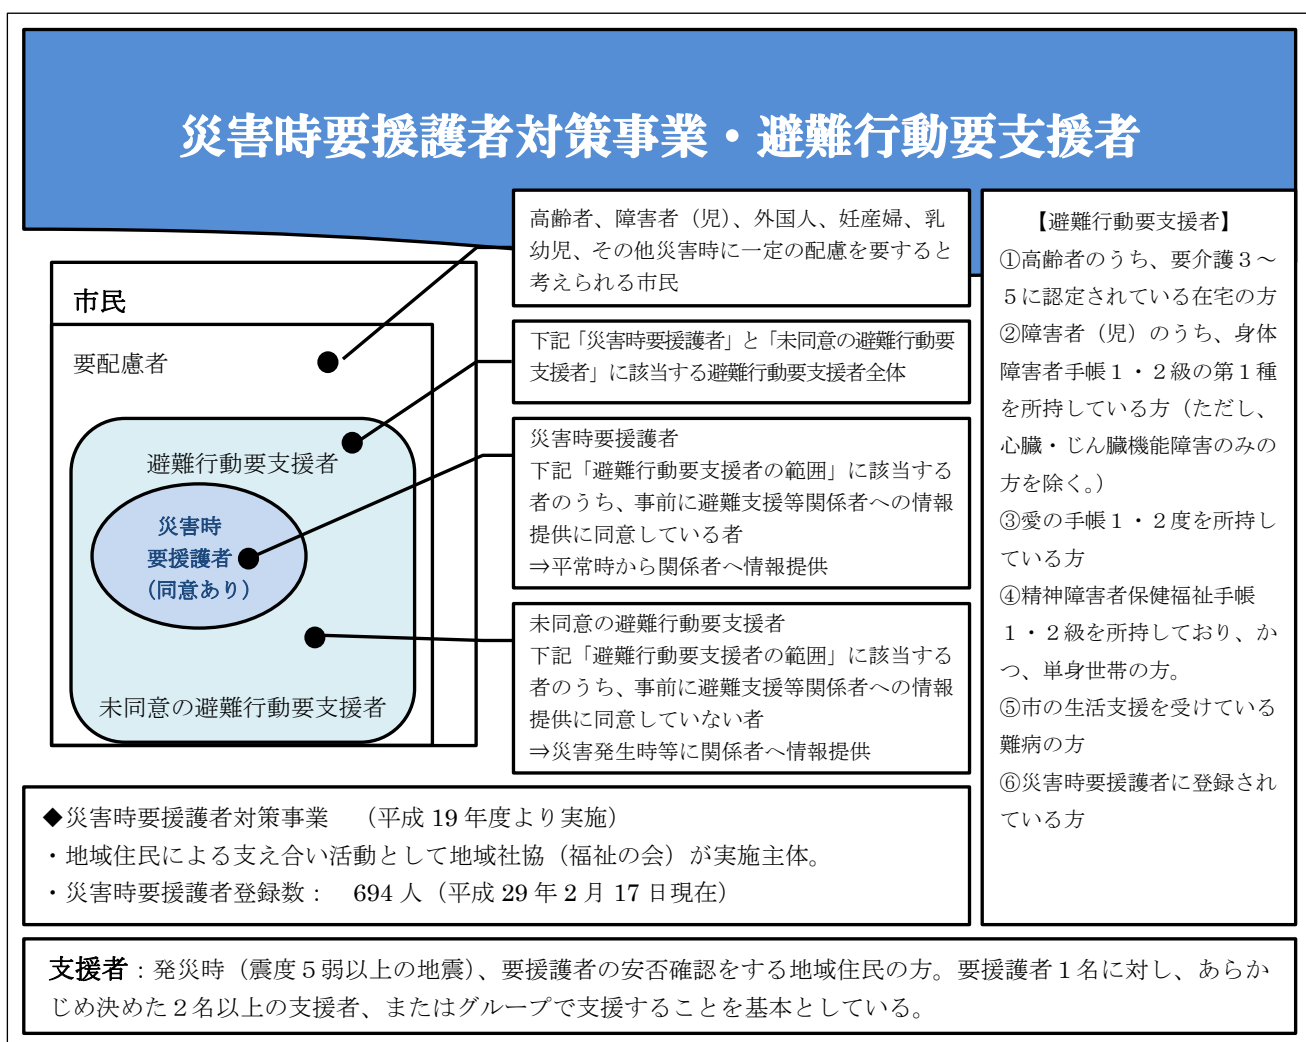 災害時要援護者対策事業・避難行動要支援者
市民
要配慮者
避難行動要支援者
災害時
要援護者
(同意あり)
未同意の避難行動要支援者
高齢者、障害者（児）、外国人、妊産婦、乳
幼児、その他災害時に一定の配慮を要すると
考えられる市民
下記「災害時要援護者」と「未同意の避難行動要
支援者」に該当する避難行動要支援者全体
災害時要援護者
下記「避難行動要支援者の範囲」に該当する
者のうち、事前に避難支援等関係者への情報
提供に同意している者
⇒平常時から関係者へ情報提供
未同意の避難行動要支援者
下記「避難行動要支援者の範囲」に該当する
者のうち、事前に避難支援等関係者への情報
提供に同意していない者
⇒災害発生時等に関係者へ情報提供
【避難行動要支援者】
①高齢者のうち、要介護３～
５に認定されている在宅の方
②障害者（児）のうち、身体
障害者手帳１・２級の第１種
を所持している方（ただし、
心臓・じん臓機能障害のみの
方を除く。）
③愛の手帳１・２度を所持し
ている方
④精神障害者保健福祉手帳
１・２級を所持しており、か
つ、単身世帯の方。
⑤市の生活支援を受けている
難病の方
⑥災害時要援護者に登録され
ている方
◆災害時要援護者対策事業　（平成 19 年度より実施）
・地域住民による支え合い活動として地域社協（福祉の会）が実施主体。
・災害時要援護者登録数：　694 人（平成 29 年 2 月 17 日現在）
支援者：発災時（震度５弱以上の地震）、要援護者の安否確認をする地域住民の方。要援護者１名に対し、あらか
じめ決めた２名以上の支援者、またはグループで支援することを基本としている。